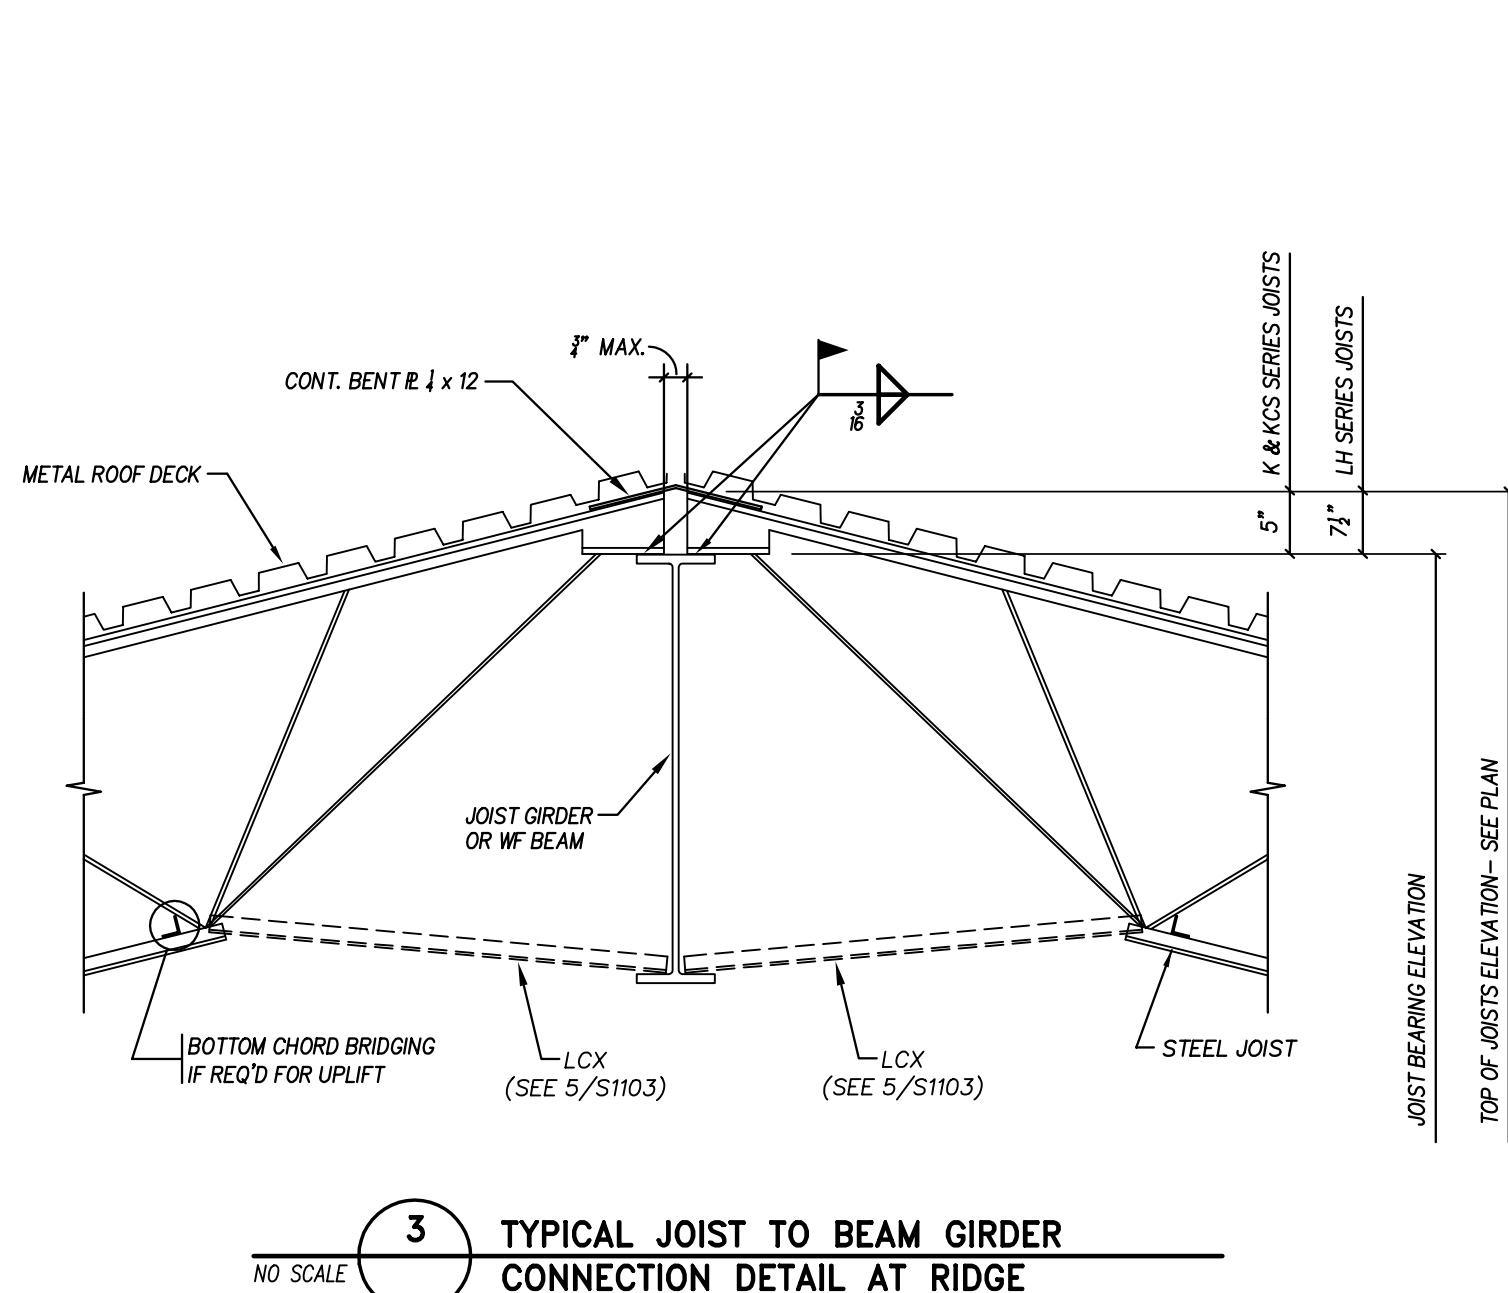 K & KCS SERIES JOISTS
LH SERIES JOISTS
3/4" MAX.
CONT. BENT ℄ 1/4 x 12
3
16
METAL ROOF DECK
5"
7 1/2"
JOIST GIRDER
OR WF BEAM
TOP OF JOISTS ELEVATION- SEE PLAN
JOIST BEARING ELEVATION
BOTTOM CHORD BRIDGING
IF REQ'D FOR UPLIFT
LCX
(SEE 5/S1103)
LCX
(SEE 5/S1103)
STEEL JOIST
3
TYPICAL JOIST TO BEAM GIRDER
NO SCALE
CONNECTION DETAIL AT RIDGE